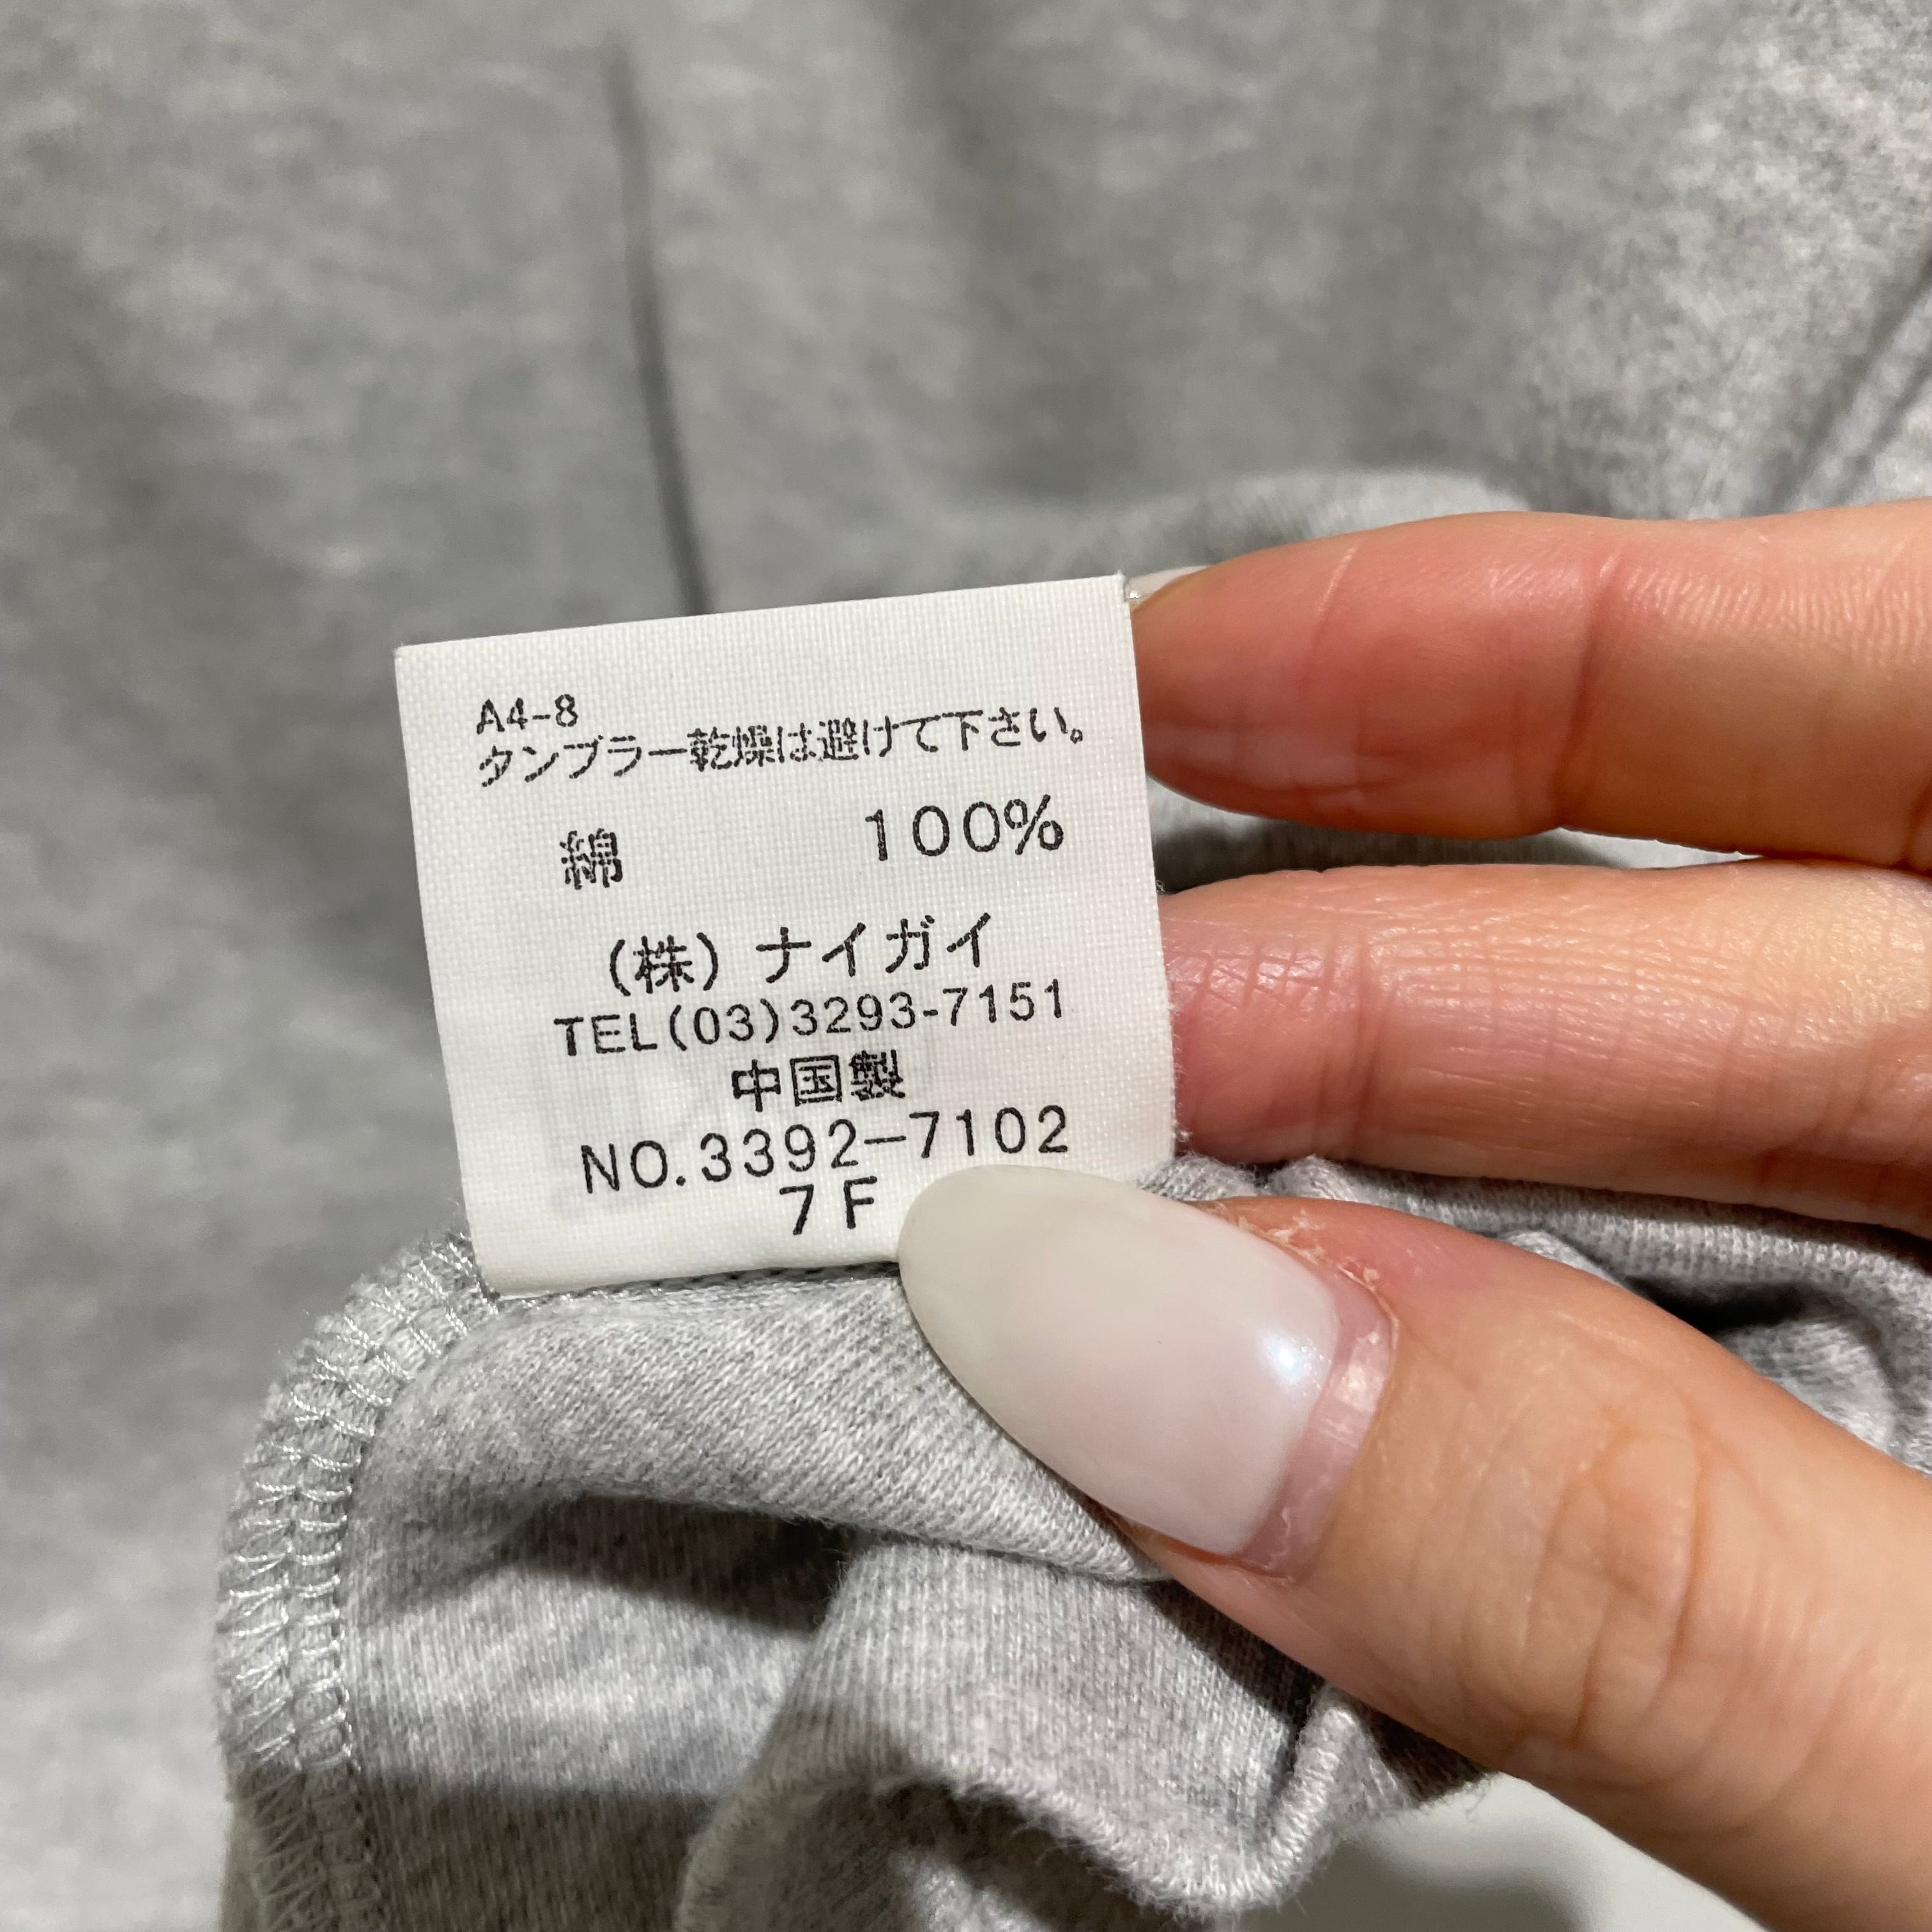 A4-8
タンブラー乾燥は避けて下さい。
綿 100%
(株) ナイガイ
TEL(03)3293-7151
中国製
NO.3392-7102
7F